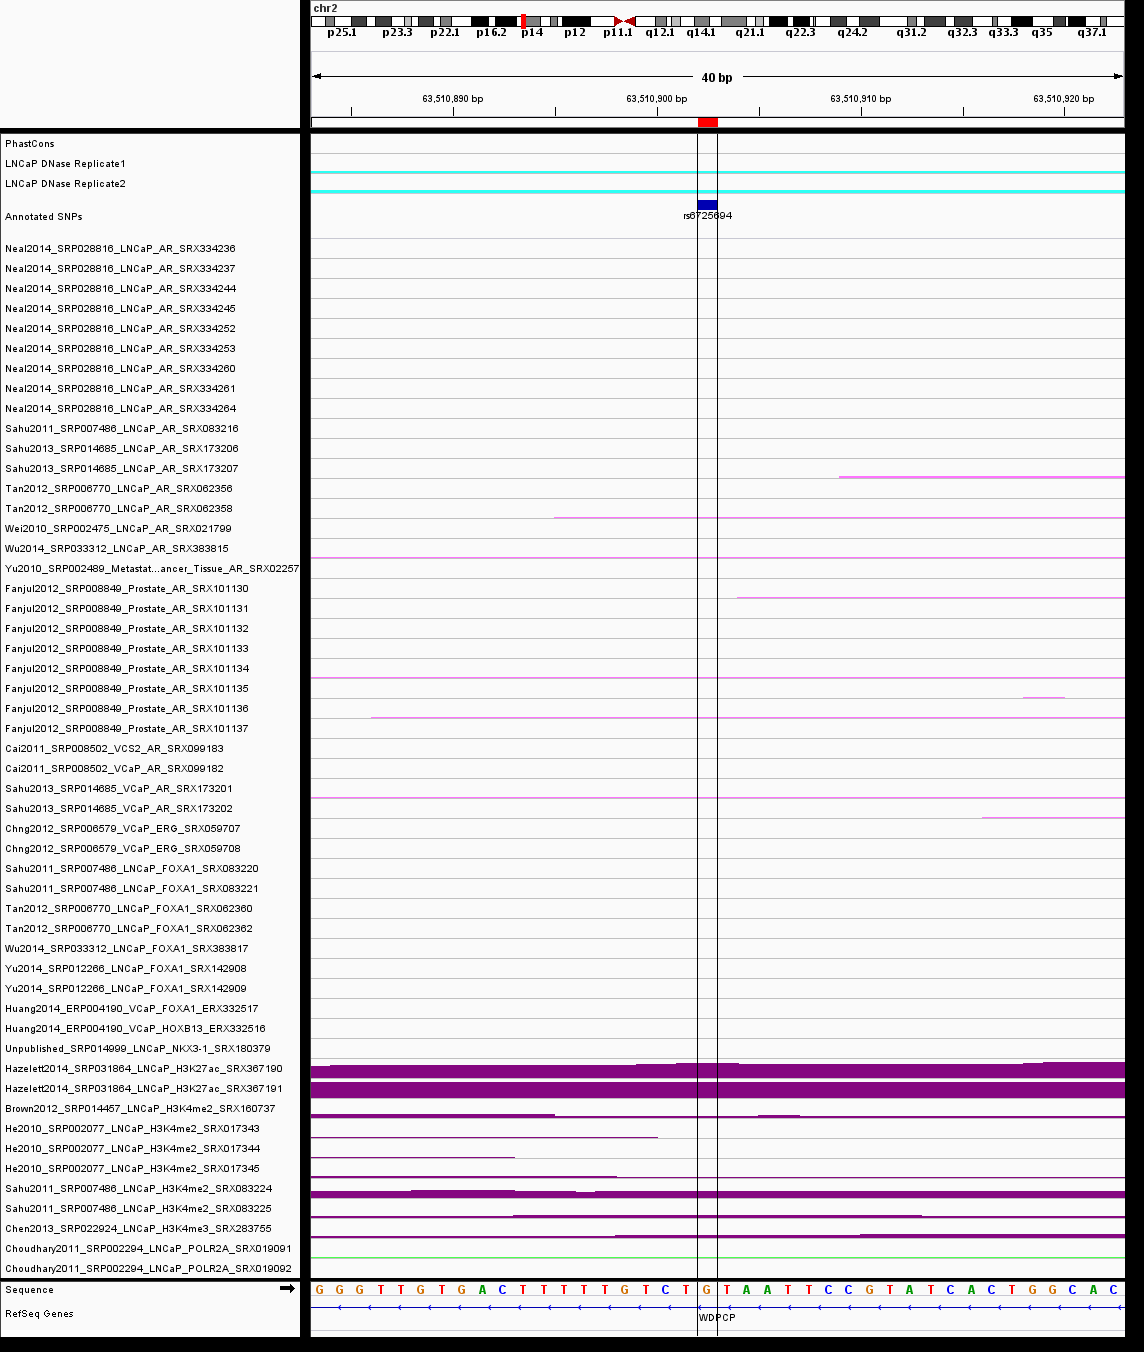 chr2
p25.1 p23.3 p22.1 p16.2 p14 p12 p11.1 q12.1 q14.1 q21.1 q22.3 q24.2 q31.2 q32.3 q33.3 q35 q37.1
40 bp
63,510,890 bp 63,510,900 bp 63,510,910 bp 63,510,920 bp
PhastCons
LNCaP DNase Replicate1
LNCaP DNase Replicate2
Annotated SNPs
rs6725694
Neal2014_SRP028816_LNCaP_AR_SRX334236
Neal2014_SRP028816_LNCaP_AR_SRX334237
Neal2014_SRP028816_LNCaP_AR_SRX334244
Neal2014_SRP028816_LNCaP_AR_SRX334245
Neal2014_SRP028816_LNCaP_AR_SRX334252
Neal2014_SRP028816_LNCaP_AR_SRX334253
Neal2014_SRP028816_LNCaP_AR_SRX334260
Neal2014_SRP028816_LNCaP_AR_SRX334261
Neal2014_SRP028816_LNCaP_AR_SRX334264
Sahu2011_SRP007486_LNCaP_AR_SRX083216
Sahu2013_SRP014685_LNCaP_AR_SRX173206
Sahu2013_SRP014685_LNCaP_AR_SRX173207
Tan2012_SRP006770_LNCaP_AR_SRX062356
Tan2012_SRP006770_LNCaP_AR_SRX062358
Wei2010_SRP002475_LNCaP_AR_SRX021799
Wu2014_SRP033312_LNCaP_AR_SRX383815
Yu2010_SRP002489_Metastat...ancer_Tissue_AR_SRX02257
Fanjul2012_SRP008849_Prostate_AR_SRX101130
Fanjul2012_SRP008849_Prostate_AR_SRX101131
Fanjul2012_SRP008849_Prostate_AR_SRX101132
Fanjul2012_SRP008849_Prostate_AR_SRX101133
Fanjul2012_SRP008849_Prostate_AR_SRX101134
Fanjul2012_SRP008849_Prostate_AR_SRX101135
Fanjul2012_SRP008849_Prostate_AR_SRX101136
Fanjul2012_SRP008849_Prostate_AR_SRX101137
Cai2011_SRP008502_VCS2_AR_SRX099183
Cai2011_SRP008502_VCaP_AR_SRX099182
Sahu2013_SRP014685_VCaP_AR_SRX173201
Sahu2013_SRP014685_VCaP_AR_SRX173202
Chng2012_SRP006579_VCaP_ERG_SRX059707
Chng2012_SRP006579_VCaP_ERG_SRX059708
Sahu2011_SRP007486_LNCaP_FOXA1_SRX083220
Sahu2011_SRP007486_LNCaP_FOXA1_SRX083221
Tan2012_SRP006770_LNCaP_FOXA1_SRX062360
Tan2012_SRP006770_LNCaP_FOXA1_SRX062362
Wu2014_SRP033312_LNCaP_FOXA1_SRX383817
Yu2014_SRP012266_LNCaP_FOXA1_SRX142908
Yu2014_SRP012266_LNCaP_FOXA1_SRX142909
Huang2014_ERP004190_VCaP_FOXA1_ERX332517
Huang2014_ERP004190_VCaP_HOXB13_ERX332516
Unpublished_SRP014999_LNCaP_NKX3-1_SRX180379
Hazelett2014_SRP031864_LNCaP_H3K27ac_SRX367190
Hazelett2014_SRP031864_LNCaP_H3K27ac_SRX367191
Brown2012_SRP014457_LNCaP_H3K4me2_SRX160737
He2010_SRP002077_LNCaP_H3K4me2_SRX017343
He2010_SRP002077_LNCaP_H3K4me2_SRX017344
He2010_SRP002077_LNCaP_H3K4me2_SRX017345
Sahu2011_SRP007486_LNCaP_H3K4me2_SRX083224
Sahu2011_SRP007486_LNCaP_H3K4me2_SRX083225
Chen2013_SRP022924_LNCaP_H3K4me3_SRX283755
Choudhary2011_SRP002294_LNCaP_POLR2A_SRX019091
Choudhary2011_SRP002294_LNCaP_POLR2A_SRX019092
Sequence G G G T T G T G A C T T T T T G T C T G T A A T T C C G T A T C A C T G G C A C
RefSeq Genes
WDPCP